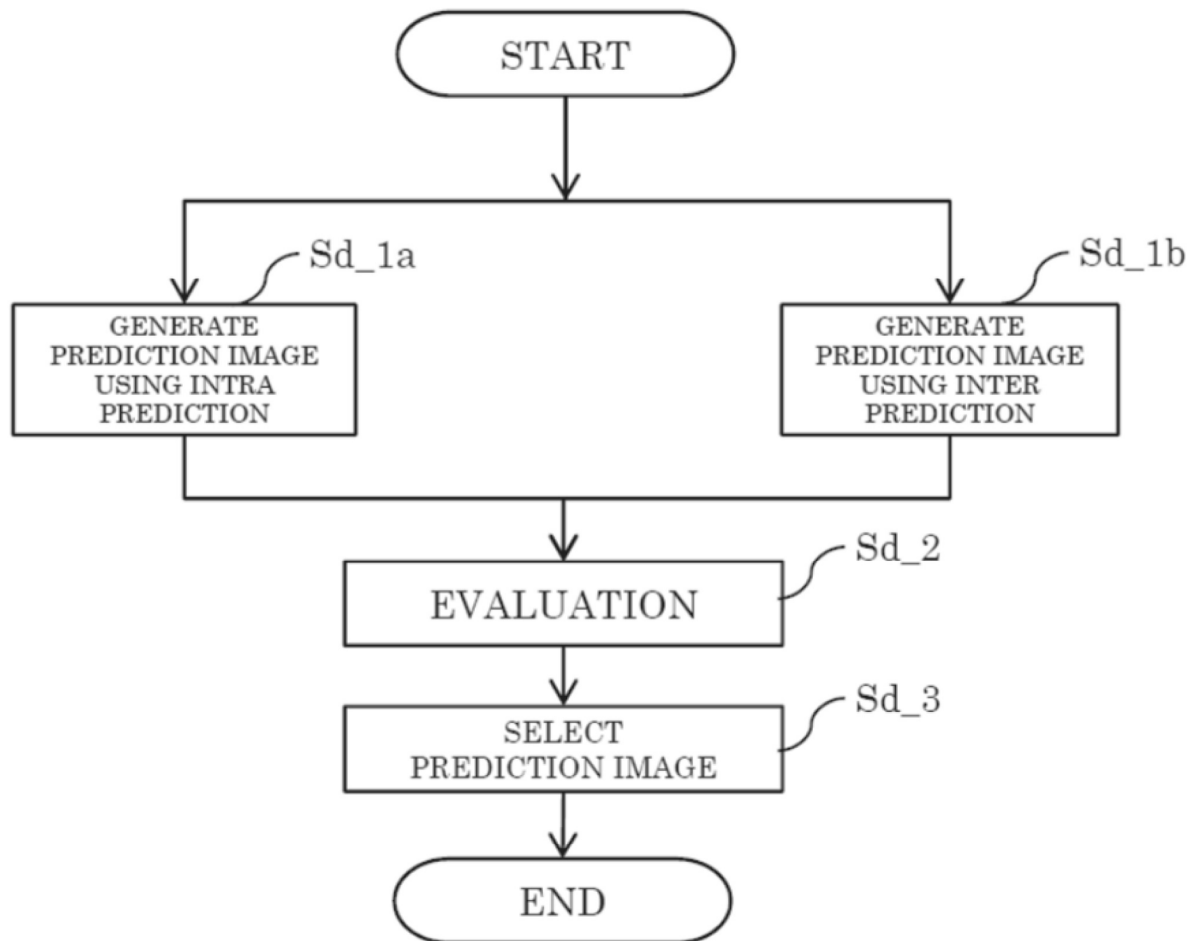 START
Sd_1a
Sd_1b
GENERATE
PREDICTION IMAGE
USING INTRA
PREDICTION
GENERATE
PREDICTION IMAGE
USING INTER
PREDICTION
Sd_2
EVALUATION
Sd_3
SELECT
PREDICTION IMAGE
END